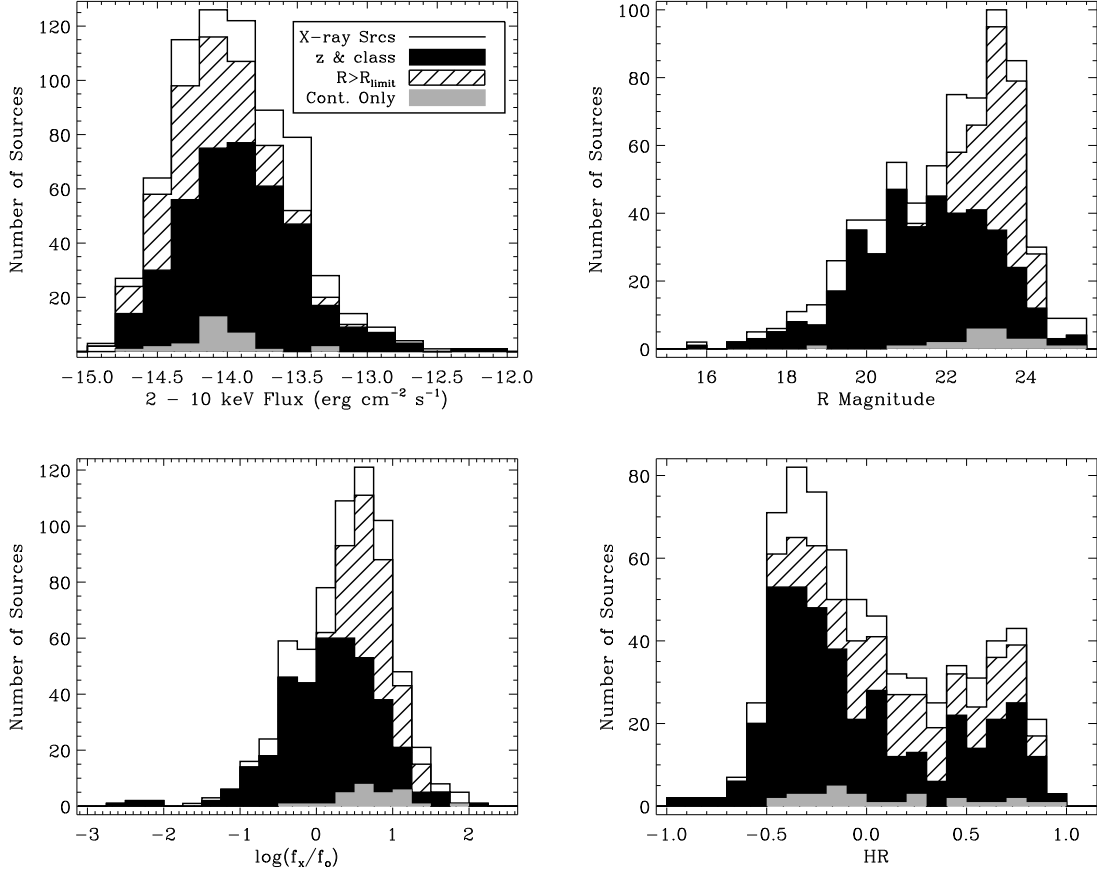 120
100
80
60
40
20
0
Number of Sources
X-ray Srcs
z & class
R>R_limit
Cont. Only
−15.0 −14.5 −14.0 −13.5 −13.0 −12.5 −12.0
2 − 10 keV Flux (erg cm⁻² s⁻¹)
100
80
60
40
20
0
Number of Sources
16 18 20 22 24
R Magnitude
120
100
80
60
40
20
0
Number of Sources
−3 −2 −1 0 1 2
log(fₓ/fₒ)
80
60
40
20
0
Number of Sources
−1.0 −0.5 0.0 0.5 1.0
HR